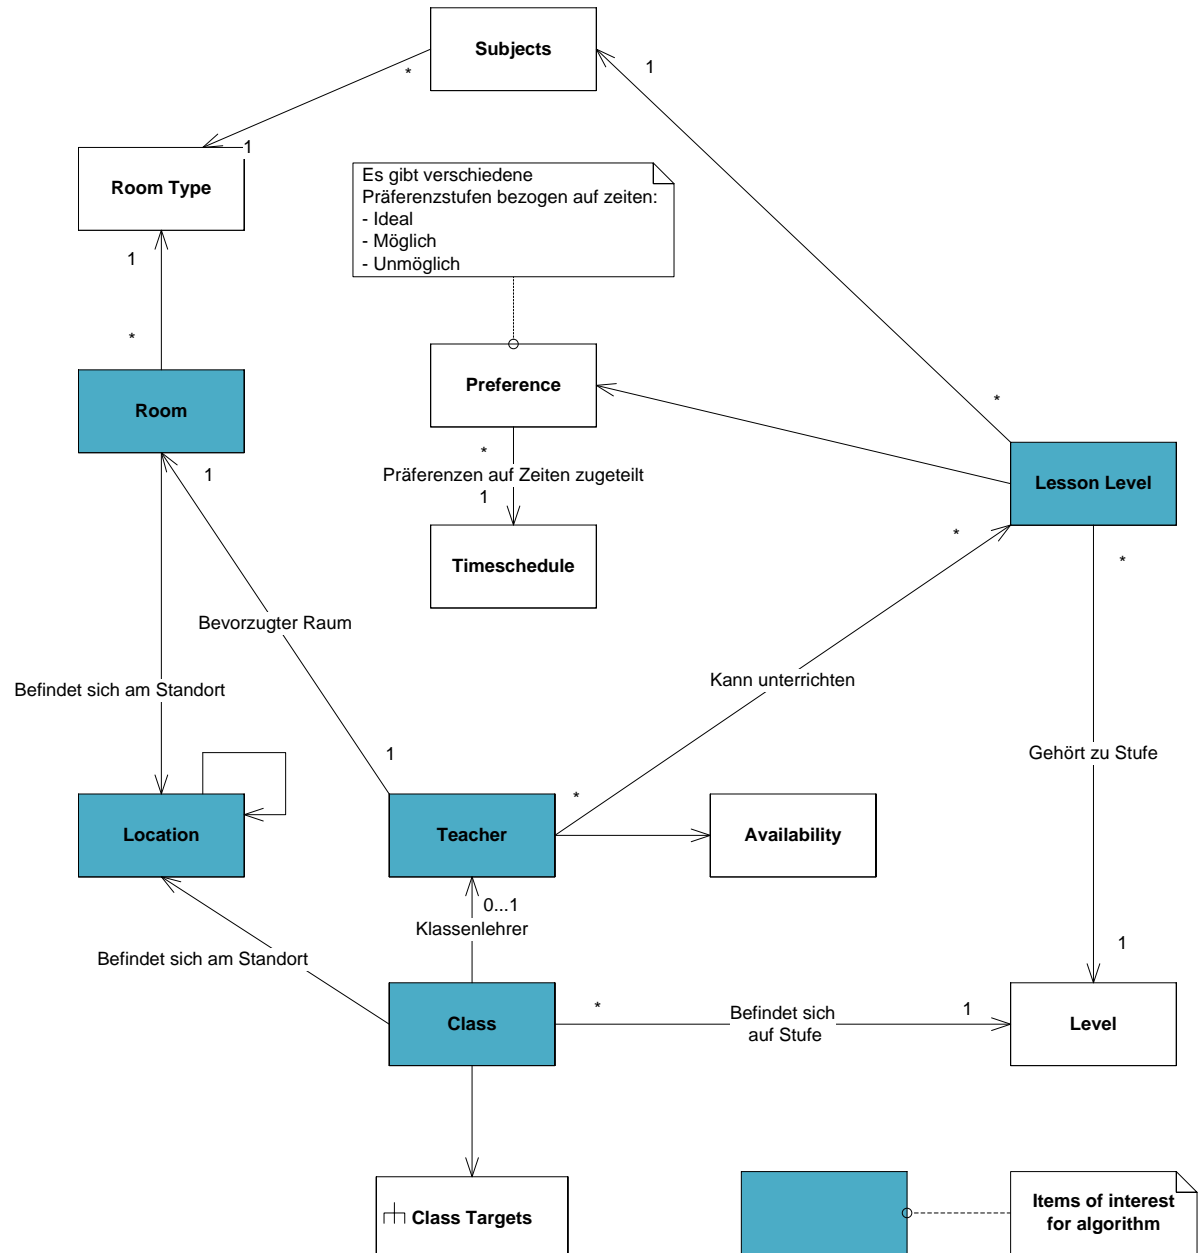 Subjects
*
1
1
Room Type
Es gibt verschiedene
Präferenzstufen bezogen auf zeiten:
- Ideal
- Möglich
- Unmöglich
1
*
Room
Preference
*
Lesson Level
1
*
Präferenzen auf Zeiten zugeteilt
1
*
*
Timeschedule
Bevorzugter Raum
Kann unterrichten
Befindet sich am Standort
Gehört zu Stufe
1
*
Location
Teacher
Availability
0...1
Klassenlehrer
Befindet sich am Standort
1
*
1
Class
Befindet sich
auf Stufe
Level
Class Targets
Items of interest
for algorithm